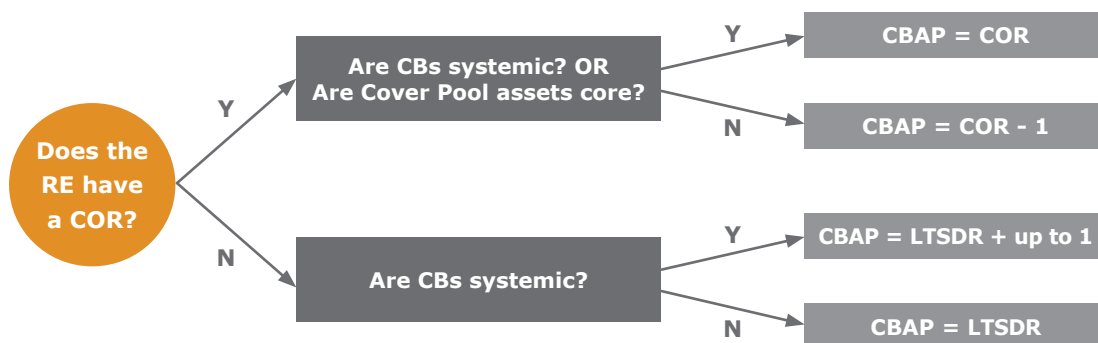 Does the
RE have
a COR?
Y
N
Are CBs systemic? OR
Are Cover Pool assets core?
Y
N
CBAP = COR
CBAP = COR - 1
Are CBs systemic?
Y
N
CBAP = LTSDR + up to 1
CBAP = LTSDR